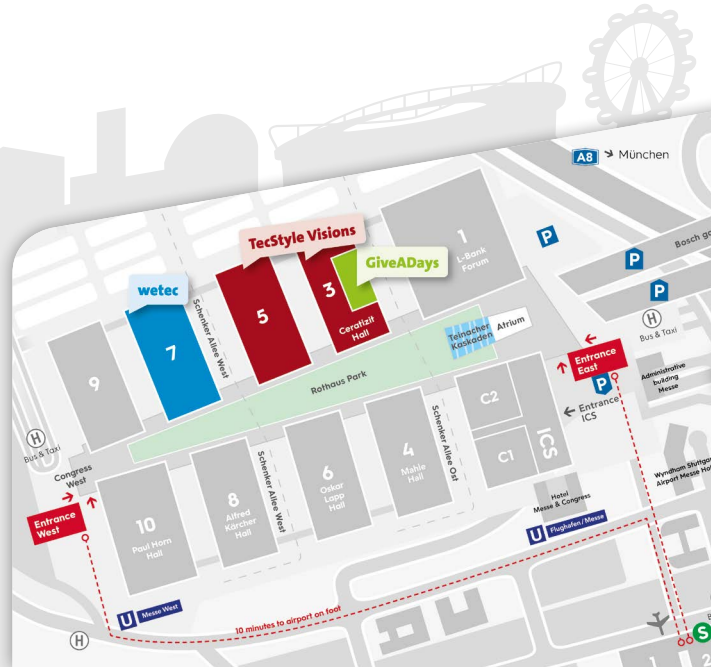 A8
München
P
Bosch
P
P
H
Bus & Taxi
TecStyle Visions
GiveADays
wetec
1
L-Bank
Forum
3
Ceratizit
Hall
5
7
9
Schenker Allee West
Teinacher
Kaskaden
Atrium
Rothaus Park
Entrance
East
P
Administrative
building
Messe
Entrance
ICS
H
Bus & Taxi
Congress
West
Entrance
West
10
Paul Horn
Hall
8
Alfred
Kärcher
Hall
Schenker Allee West
6
Oskar
Lapp
Hall
4
Mahle
Hall
Schenker Allee Ost
C2
C1
ICS
Hotel
Messe & Congress
Wyndham Stuttgart
Airport Messe
U
Flughafen/Messe
U
Messe West
10 minutes to airport on foot
H
S
1
2